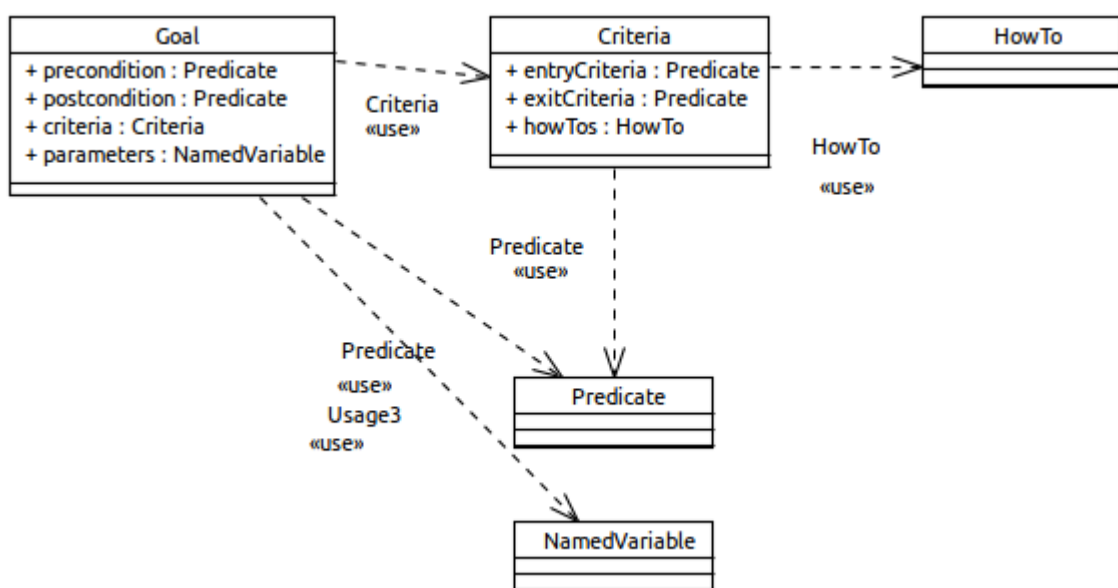 Goal
+ precondition : Predicate
+ postcondition : Predicate
+ criteria : Criteria
+ parameters : NamedVariable
Criteria
«use»
Criteria
+ entryCriteria : Predicate
+ exitCriteria : Predicate
+ howTos : HowTo
HowTo
HowTo
«use»
Predicate
«use»
Predicate
«use»
Usage3
«use»
Predicate
NamedVariable